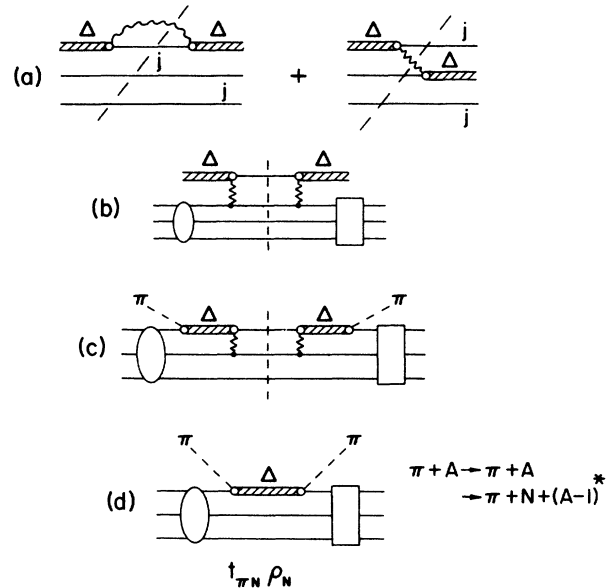 Δ Δ
j
j
(a)
+
j
Δ Δ
j
Δ Δ
(b)
π Δ Δ π
(c)
π π
Δ
(d)
π + A → π + A
→ π + N + (A-1)*
t_πN ρ_N